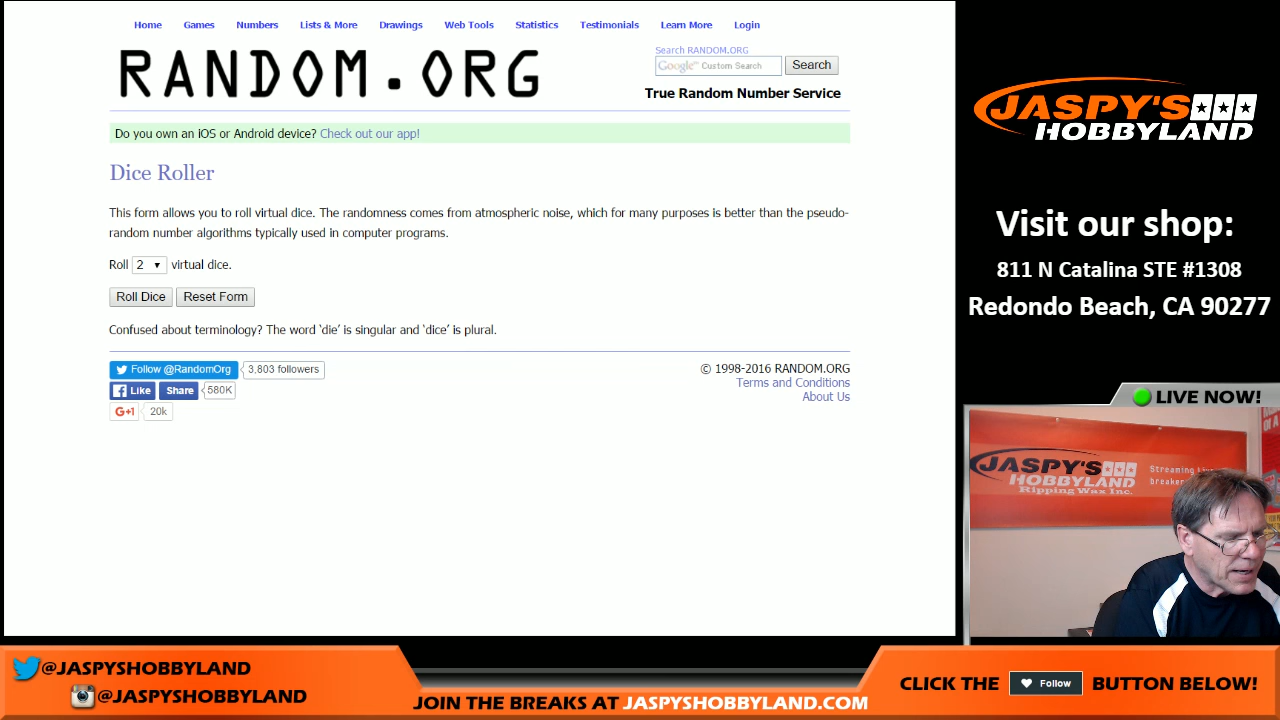 Home Games Numbers Lists & More Drawings Web Tools Statistics Testimonials Learn More Login
RANDOM.ORG
Search RANDOM.ORG
Google™ Custom Search Search
True Random Number Service
Do you own an iOS or Android device? Check out our app!
Dice Roller
This form allows you to roll virtual dice. The randomness comes from atmospheric noise, which for many purposes is better than the pseudo-
random number algorithms typically used in computer programs.
Roll 2 virtual dice.
Roll Dice Reset Form
Confused about terminology? The word ‘die’ is singular and ‘dice’ is plural.
Follow @RandomOrg 3,803 followers
Like Share 580K
G+1 20k
© 1998-2016 RANDOM.ORG
Terms and Conditions
About Us
JASPY'S
HOBBYLAND
Visit our shop:
811 N Catalina STE #1308
Redondo Beach, CA 90277
LIVE NOW!
JASPY'S
HOBBYLAND
Ripping Wax Inc.
Streaming
@JASPYSHOBBYLAND
@JASPYSHOBBYLAND
JOIN THE BREAKS AT JASPYSHOBBYLAND.COM
CLICK THE Follow BUTTON BELOW!